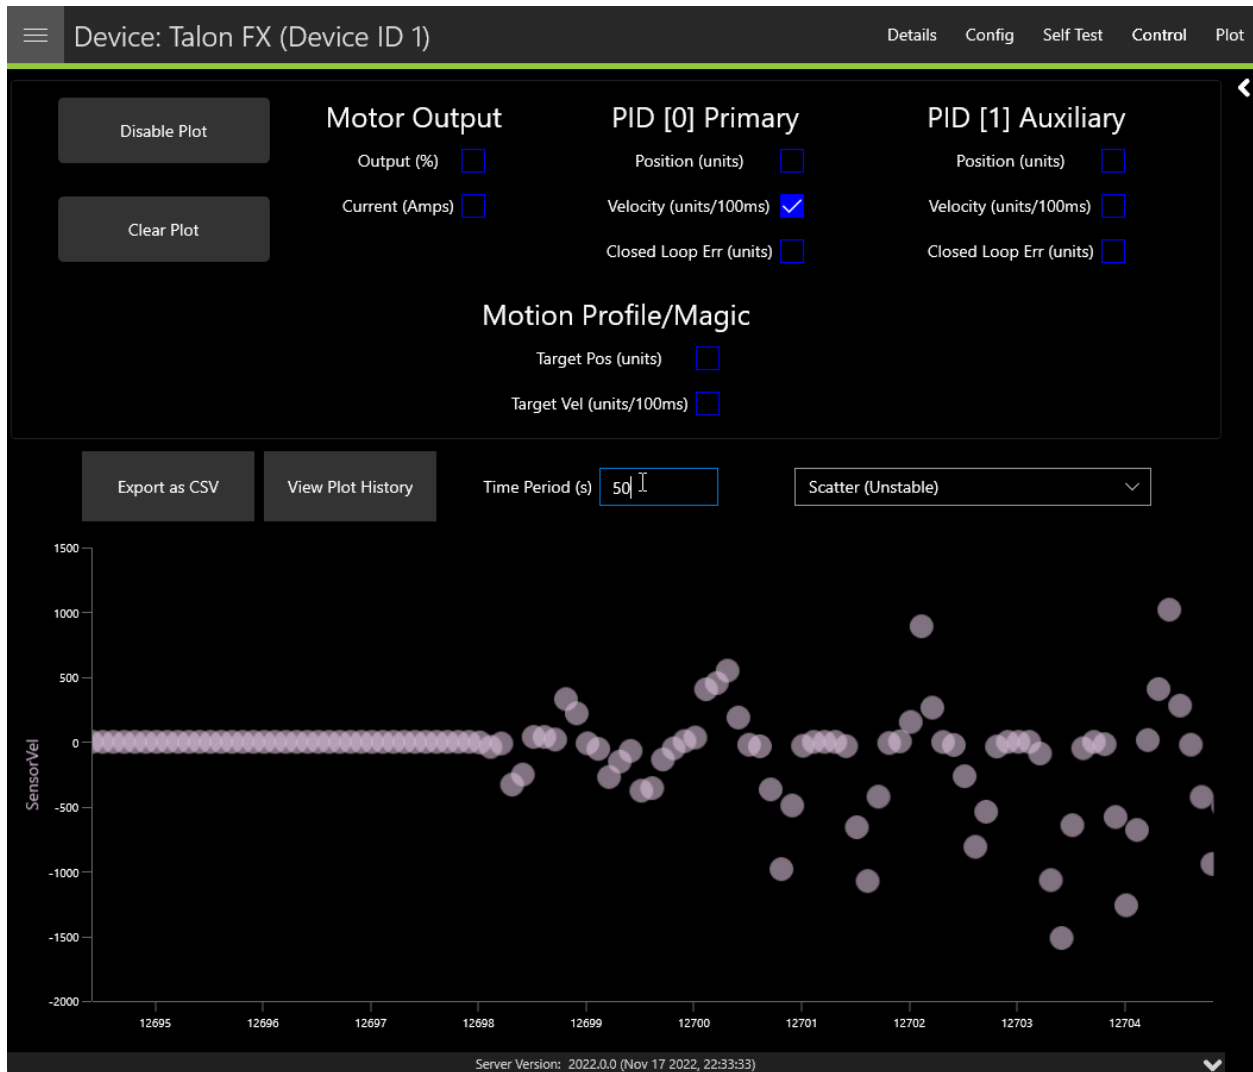 Device: Talon FX (Device ID 1)
Details Config Self Test Control Plot
Disable Plot
Clear Plot
Motor Output
Output (%)
Current (Amps)
PID [0] Primary
Position (units)
Velocity (units/100ms)
Closed Loop Err (units)
PID [1] Auxiliary
Position (units)
Velocity (units/100ms)
Closed Loop Err (units)
Motion Profile/Magic
Target Pos (units)
Target Vel (units/100ms)
Export as CSV
View Plot History
Time Period (s) 50
Scatter (Unstable)
SensorVel
1500
1000
500
0
-500
-1000
-1500
-2000
12695 12696 12697 12698 12699 12700 12701 12702 12703 12704
Server Version: 2022.0.0 (Nov 17 2022, 22:33:33)